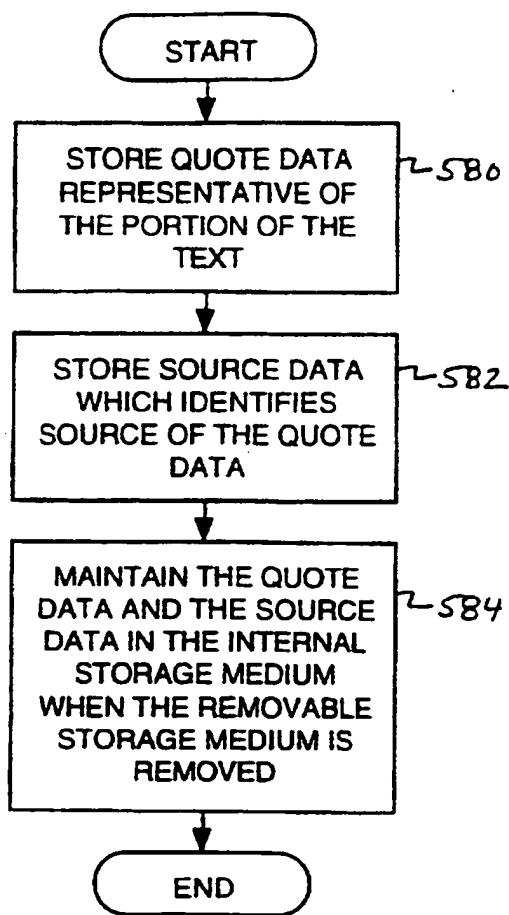 START
STORE QUOTE DATA
REPRESENTATIVE OF
THE PORTION OF THE
TEXT
580
STORE SOURCE DATA
WHICH IDENTIFIES
SOURCE OF THE QUOTE
DATA
582
MAINTAIN THE QUOTE
DATA AND THE SOURCE
DATA IN THE INTERNAL
STORAGE MEDIUM
WHEN THE REMOVABLE
STORAGE MEDIUM IS
REMOVED
584
END